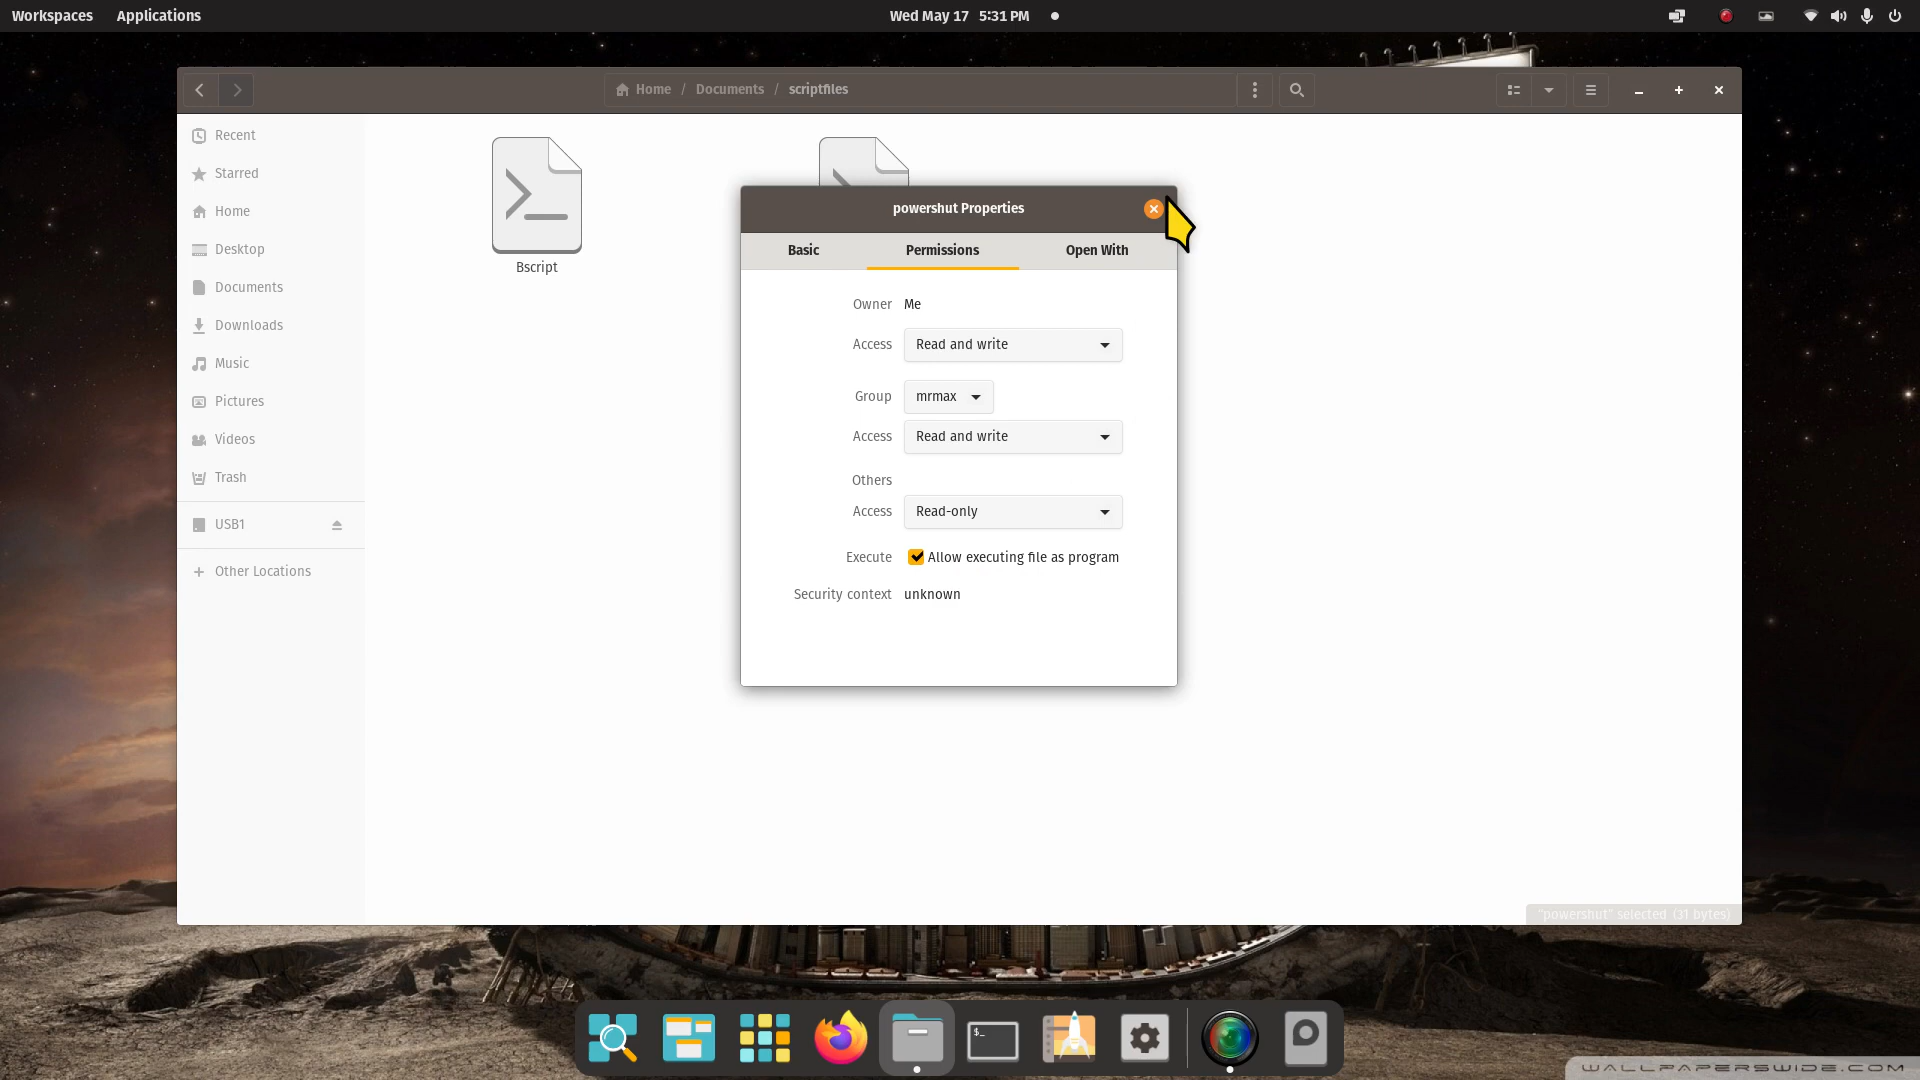 Workspaces Applications Wed May 17 5:31 PM
Home / Documents / scriptfiles
Recent
Starred
Home
Desktop
Documents
Downloads
Music
Pictures
Videos
Trash
USB1
Other Locations
Bscript
powershut Properties
Basic Permissions Open With
Owner Me
Access Read and write
Group mrmax
Access Read and write
Others
Access Read-only
Execute Allow executing file as program
Security context unknown
"powershut" selected (31 bytes)
$_
WALLPAPERSWIDE.COM